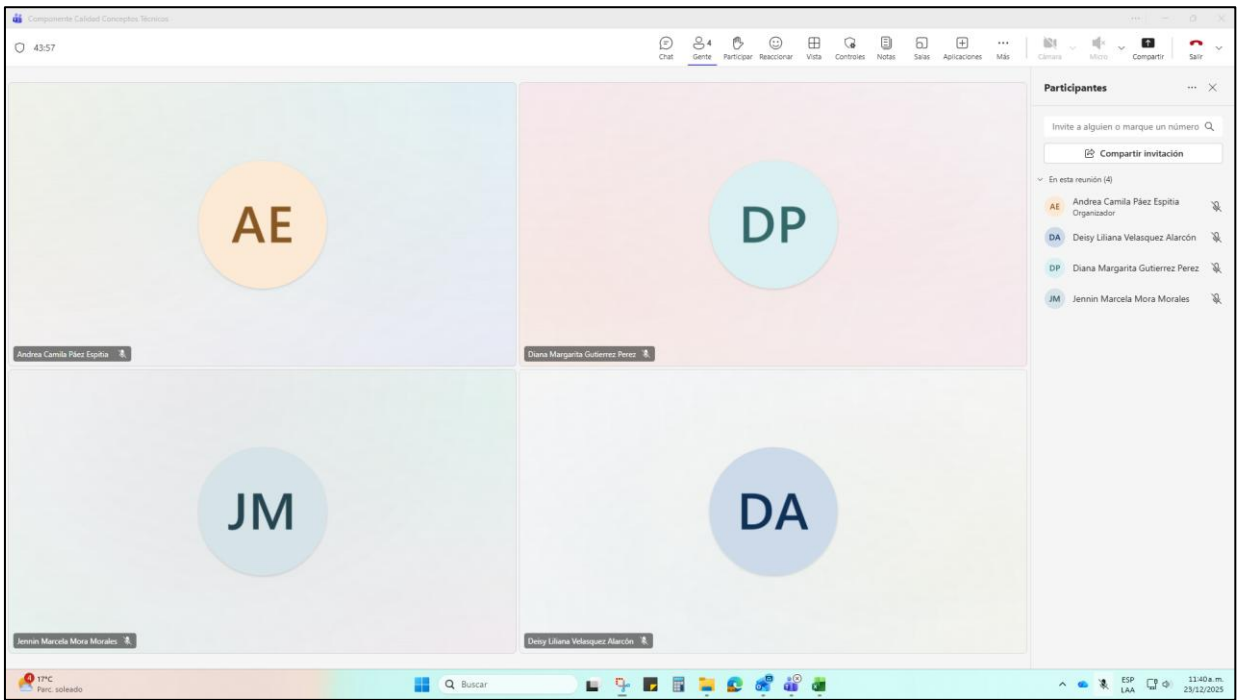 Componente Calidad Conceptos Técnicos
43:57
Chat
4
Gente
Participar
Reaccionar
Vista
Controles
Notas
Salas
Aplicaciones
Más
Cámara
Micro
Compartir
Salir
Participantes
Invite a alguien o marque un número
Compartir invitación
En esta reunión (4)
AE Andrea Camila Páez Espitia
Organizador
DA Deisy Liliana Velasquez Alarcón
DP Diana Margarita Gutierrez Perez
JM Jennin Marcela Mora Morales
AE
Andrea Camila Páez Espitia
DP
Diana Margarita Gutierrez Perez
JM
Jennin Marcela Mora Morales
DA
Deisy Liliana Velasquez Alarcón
4
17°C
Parc. soleado
Buscar
ESP
LAA
11:40 a. m.
23/12/2025